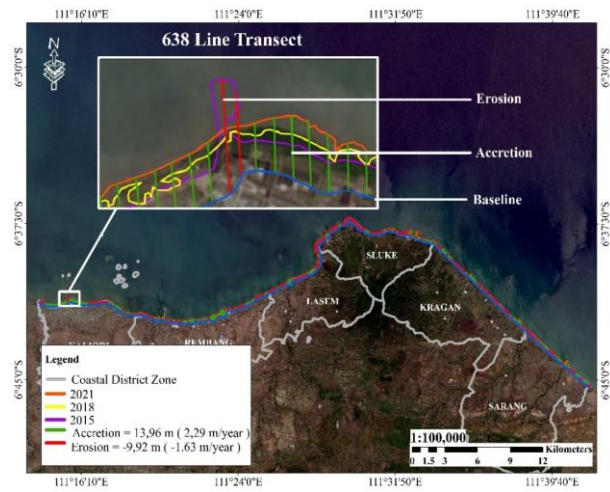 111°16'10"E 111°24'0"E 111°31'50"E 111°39'40"E
6°30'0"S
6°37'30"S
6°45'0"S
N
638 Line Transect
Erosion
Accretion
Baseline
SLUKE
LASEM
KRAGAN
REMBANG
SARANG
Legend
Coastal District Zone
2021
2018
2015
Accretion = 13,96 m ( 2,29 m/year )
Erosion = -9,92 m ( -1.63 m/year )
1:100,000
Kilometers
0 1.5 3 6 9 12
6°30'0"S
6°37'30"S
6°45'0"S
111°16'10"E 111°24'0"E 111°31'50"E 111°39'40"E